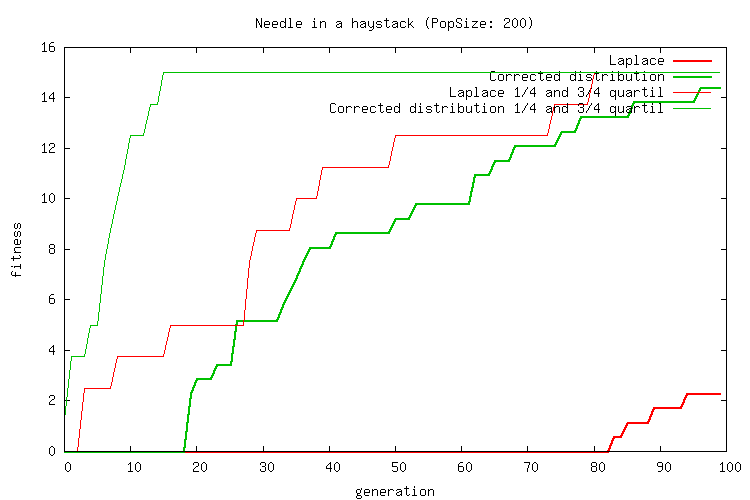 Needle in a haystack (PopSize: 200)
16
14
12
10
8
6
4
2
0
fitness
Laplace
Corrected distribution
Laplace 1/4 and 3/4 quartil
Corrected distribution 1/4 and 3/4 quartil
0 10 20 30 40 50 60 70 80 90 100
generation